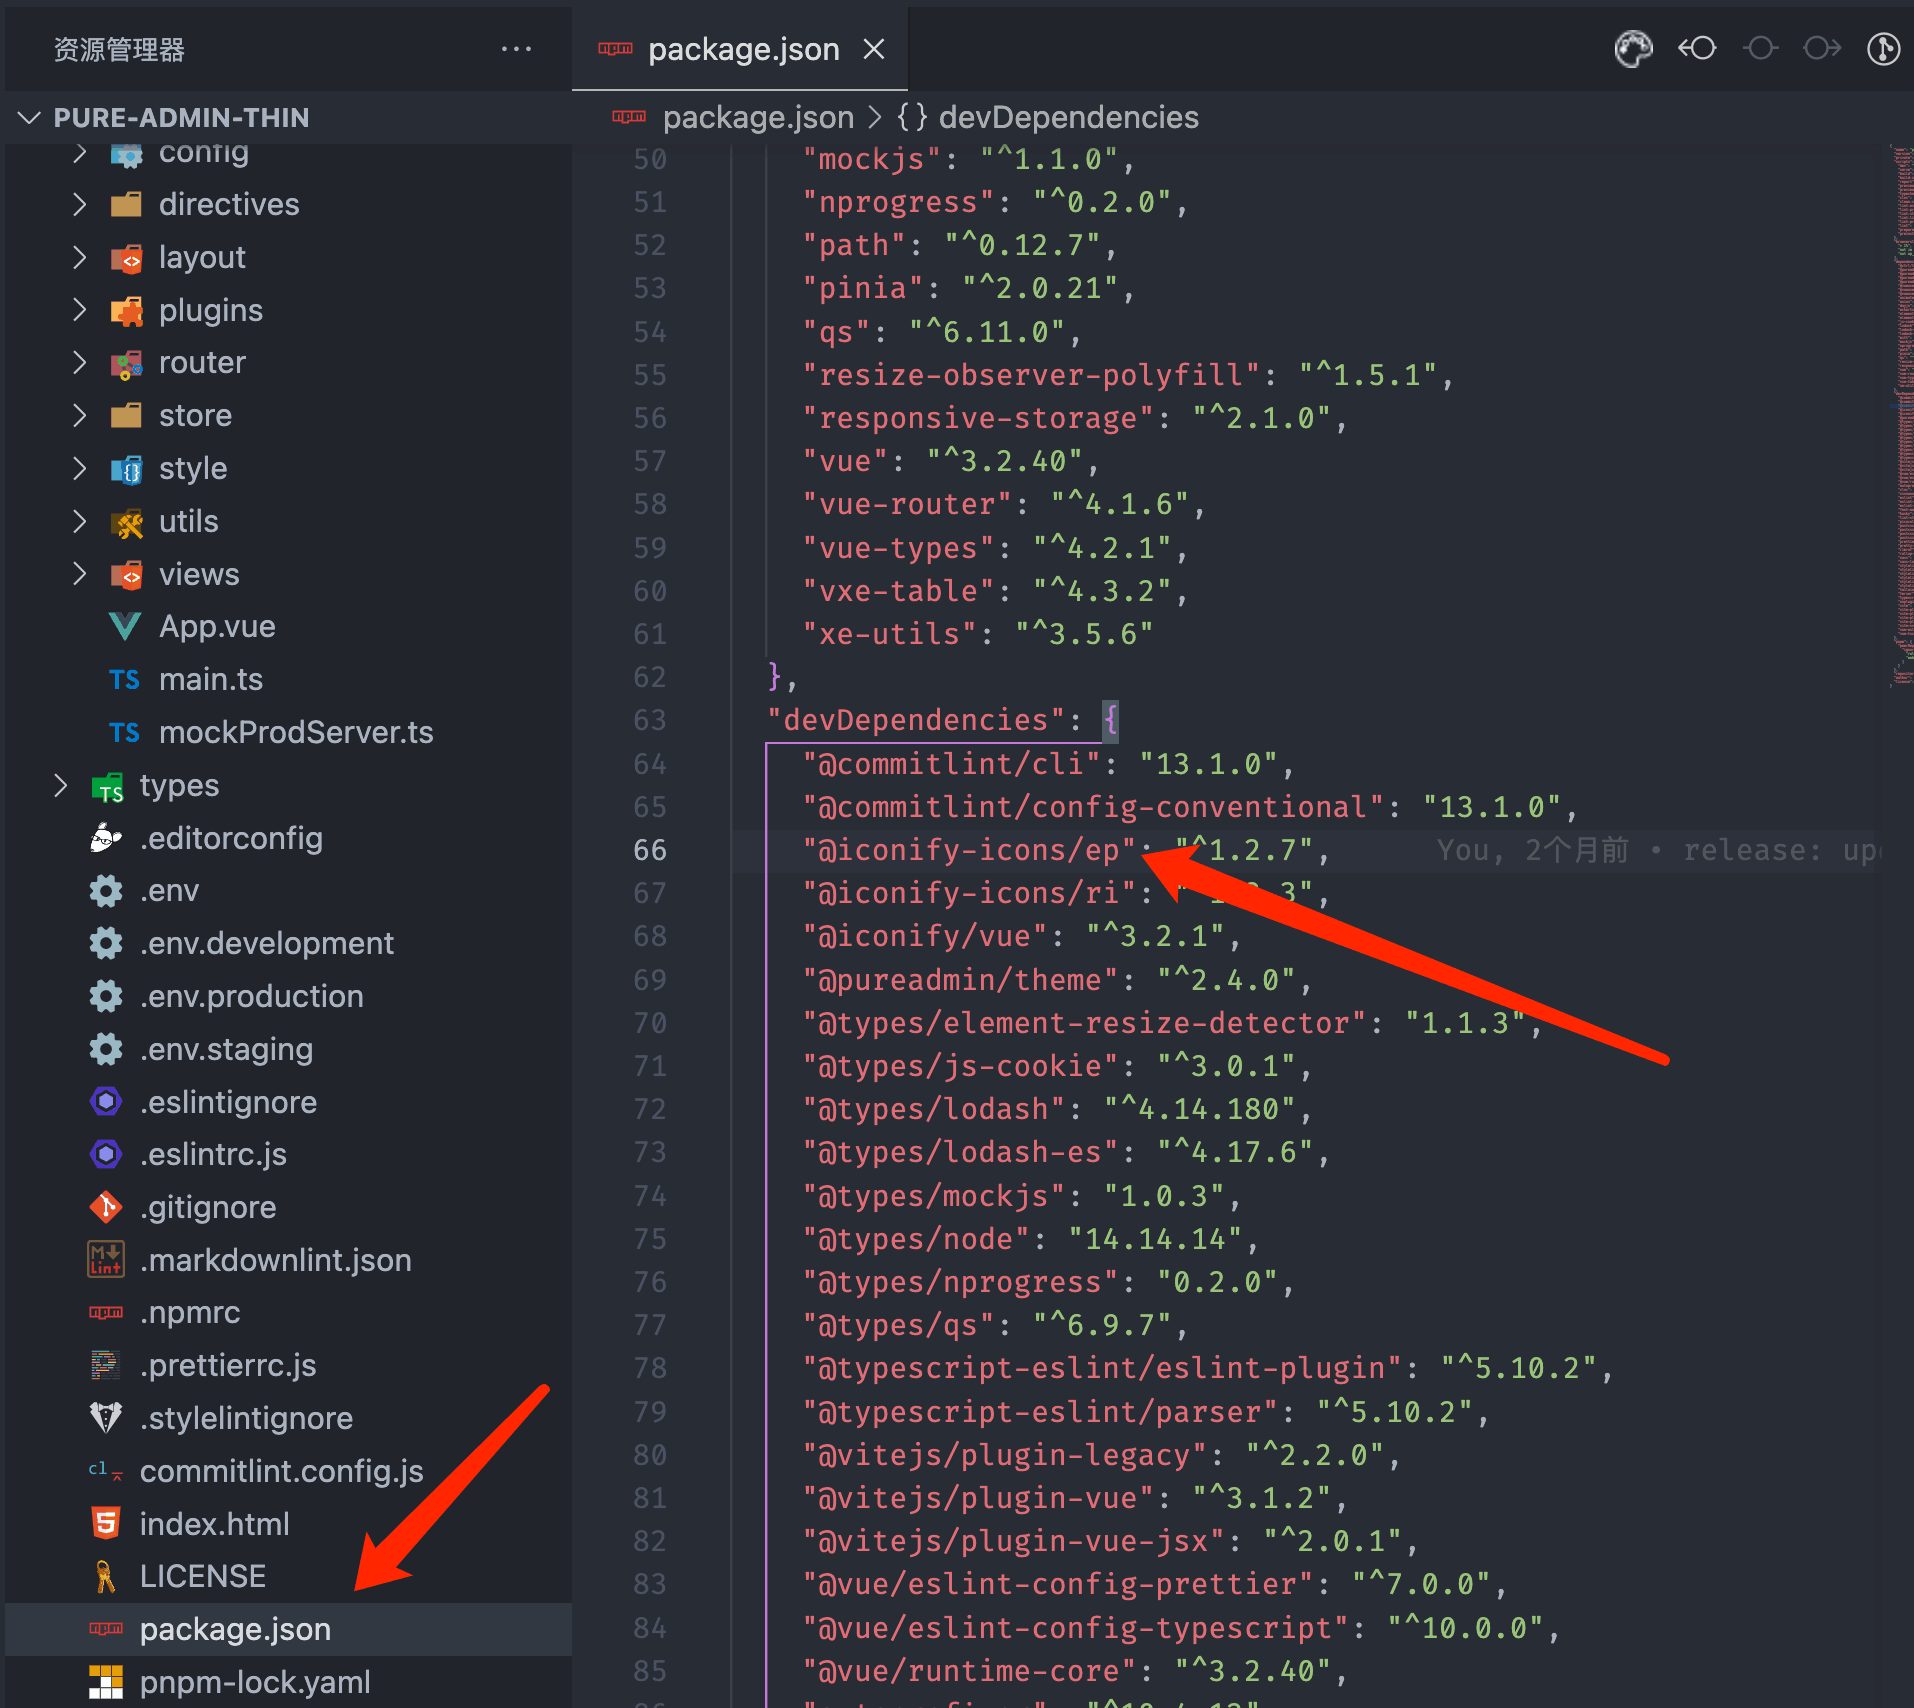 资源管理器
PURE-ADMIN-THIN
config
directives
layout
plugins
router
store
style
utils
views
App.vue
TS main.ts
TS mockProdServer.ts
types
.editorconfig
.env
.env.development
.env.production
.env.staging
.eslintignore
.eslintrc.js
.gitignore
.markdownlint.json
.npmrc
.prettierrc.js
.stylelintignore
commitlint.config.js
index.html
LICENSE
package.json
pnpm-lock.yaml
package.json
package.json > {} devDependencies
50 "mockjs": "^1.1.0",
51 "nprogress": "^0.2.0",
52 "path": "^0.12.7",
53 "pinia": "^2.0.21",
54 "qs": "^6.11.0",
55 "resize-observer-polyfill": "^1.5.1",
56 "responsive-storage": "^2.1.0",
57 "vue": "^3.2.40",
58 "vue-router": "^4.1.6",
59 "vue-types": "^4.2.1",
60 "vxe-table": "^4.3.2",
61 "xe-utils": "^3.5.6"
62 },
63 "devDependencies": {
64 "@commitlint/cli": "13.1.0",
65 "@commitlint/config-conventional": "13.1.0",
66 "@iconify-icons/ep": "^1.2.7", You, 2个月前 • release:
67 "@iconify-icons/ri":
68 "@iconify/vue": "^3.2.1",
69 "@pureadmin/theme": "^2.4.0",
70 "@types/element-resize-detector": "1.1.3",
71 "@types/js-cookie": "^3.0.1",
72 "@types/lodash": "^4.14.180",
73 "@types/lodash-es": "^4.17.6",
74 "@types/mockjs": "1.0.3",
75 "@types/node": "14.14.14",
76 "@types/nprogress": "0.2.0",
77 "@types/qs": "^6.9.7",
78 "@typescript-eslint/eslint-plugin": "^5.10.2",
79 "@typescript-eslint/parser": "^5.10.2",
80 "@vitejs/plugin-legacy": "^2.2.0",
81 "@vitejs/plugin-vue": "^3.1.2",
82 "@vitejs/plugin-vue-jsx": "^2.0.1",
83 "@vue/eslint-config-prettier": "^7.0.0",
84 "@vue/eslint-config-typescript": "^10.0.0",
85 "@vue/runtime-core": "^3.2.40",